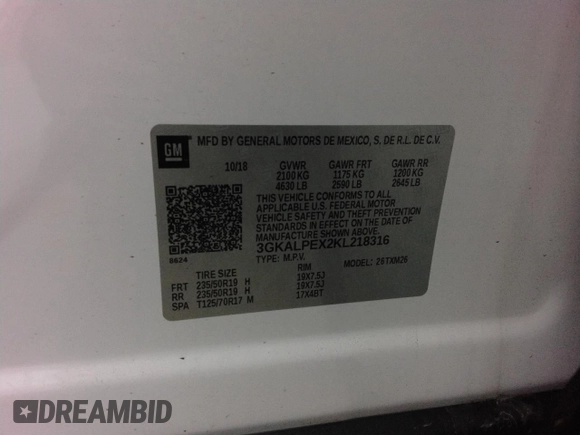 GM MFD BY GENERAL MOTORS DE MEXICO, S. DE R.L. DE C.V.
10/18 GVWR GAWR FRT GAWR RR
2100 KG 1175 KG 1200 KG
4630 LB 2590 LB 2645 LB
THIS VEHICLE CONFORMS TO ALL
APPLICABLE U.S. FEDERAL MOTOR
VEHICLE SAFETY AND THEFT PREVENTION
STANDARDS IN EFFECT ON THE DATE OF
MANUFACTURE SHOWN ABOVE.
3GKALPEX2KL218316
8624 TYPE: M.P.V. MODEL: 26TXM26
TIRE SIZE RIM
FRT 235/50R19 H 19X7.5J
RR 235/50R19 H 19X7.5J
SPA T125/70R17 M 17X4BT
DREAMBID